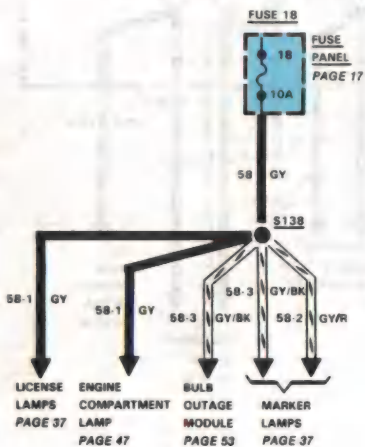 FUSE 18
FUSE
PANEL
PAGE 17
18
10A
58 GY
S138
58-1 GY
58-1 GY
58-3 GY/BK
58-3 GY/BK
58-2 GY/R
LICENSE
LAMPS
PAGE 37
ENGINE
COMPARTMENT
LAMP
PAGE 47
BULB
OUTAGE
MODULE
PAGE 53
MARKER
LAMPS
PAGE 37